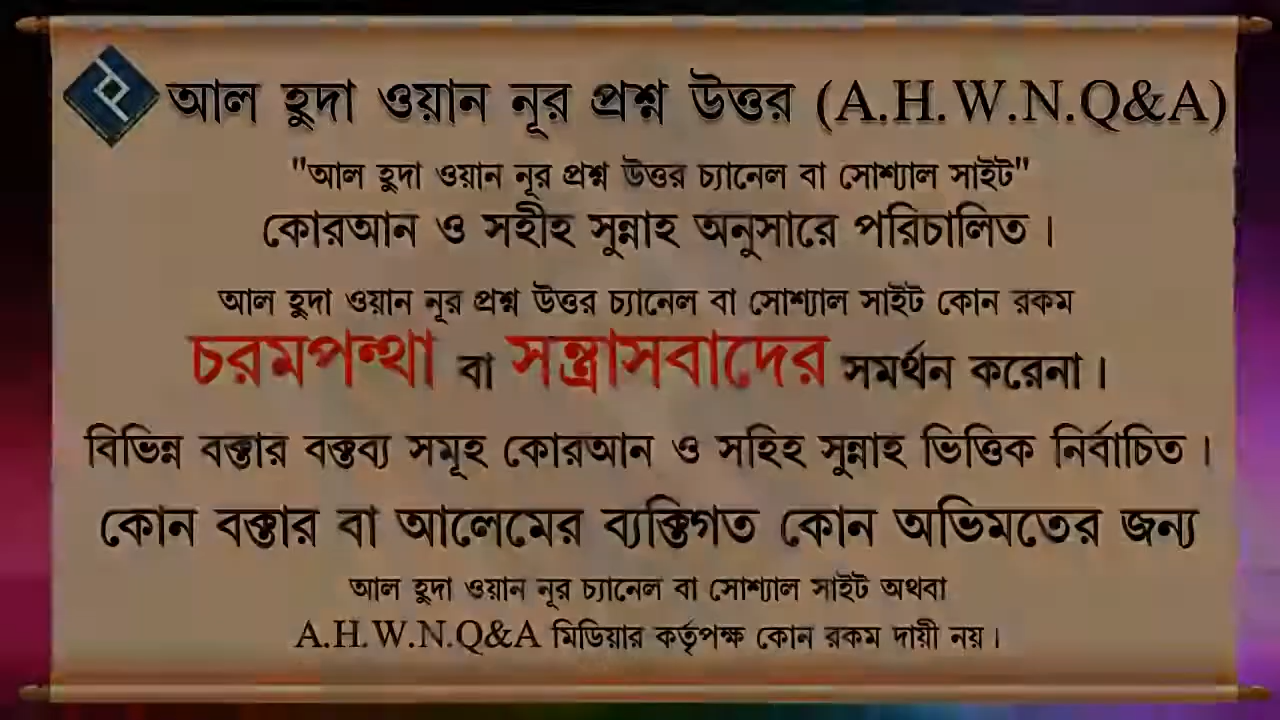 আল হুদা ওয়ান নূর প্রশ্ন উত্তর (A.H.W.N.Q&A)
"আল হুদা ওয়ান নূর প্রশ্ন উত্তর চ্যানেল বা সোশ্যাল সাইট"
কোরআন ও সহীহ সুন্নাহ অনুসারে পরিচালিত।
আল হুদা ওয়ান নূর প্রশ্ন উত্তর চ্যানেল বা সোশ্যাল সাইট কোন রকম
চরমপন্থা বা সন্ত্রাসবাদের সমর্থন করেনা।
বিভিন্ন বক্তার বক্তব্য সমূহ কোরআন ও সহিহ সুন্নাহ ভিত্তিক নির্বাচিত।
কোন বক্তার বা আলেমের ব্যক্তিগত কোন অভিমতের জন্য
আল হুদা ওয়ান নূর চ্যানেল বা সোশ্যাল সাইট অথবা
A.H.W.N.Q&A মিডিয়ার কর্তৃপক্ষ কোন রকম দায়ী নয়।